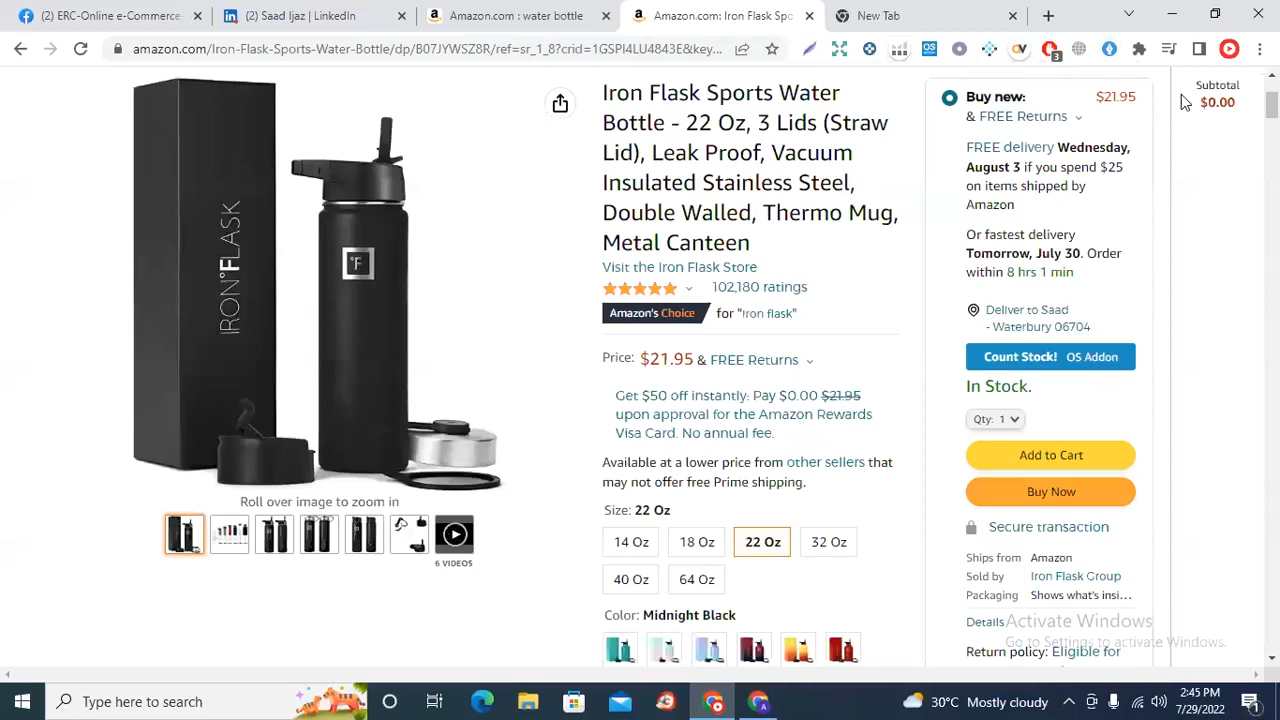 (2) ERC-Online e-Commerce
(2) Saad Ijaz | LinkedIn
Amazon.com : water bottle
Amazon.com: Iron Flask Spo
New Tab
amazon.com/Iron-Flask-Sports-Water-Bottle/dp/B07JYWSZ8R/ref=sr_1_8?crid=1GSPI4LU4843E&key...
OS
CV
3
Subtotal
$0.00
IRON°FLASK
°F
Roll over image to zoom in
6 VIDEOS
Iron Flask Sports Water
Bottle - 22 Oz, 3 Lids (Straw
Lid), Leak Proof, Vacuum
Insulated Stainless Steel,
Double Walled, Thermo Mug,
Metal Canteen
Visit the Iron Flask Store
102,180 ratings
Amazon's Choice for "iron flask"
Price: $21.95 & FREE Returns
Get $50 off instantly: Pay $0.00 $21.95
upon approval for the Amazon Rewards
Visa Card. No annual fee.
Available at a lower price from other sellers that
may not offer free Prime shipping.
Size: 22 Oz
14 Oz 18 Oz 22 Oz 32 Oz
40 Oz 64 Oz
Color: Midnight Black
Buy new: $21.95
& FREE Returns
FREE delivery Wednesday,
August 3 if you spend $25
on items shipped by
Amazon
Or fastest delivery
Tomorrow, July 30. Order
within 8 hrs 1 min
Deliver to Saad
- Waterbury 06704
Count Stock! OS Addon
In Stock.
Qty: 1
Add to Cart
Buy Now
Secure transaction
Ships from Amazon
Sold by Iron Flask Group
Packaging Shows what's insi...
Details
Return policy: Eligible for
Activate Windows
Go to Settings to activate Windows.
Type here to search
30°C Mostly cloudy
2:45 PM
7/29/2022
1